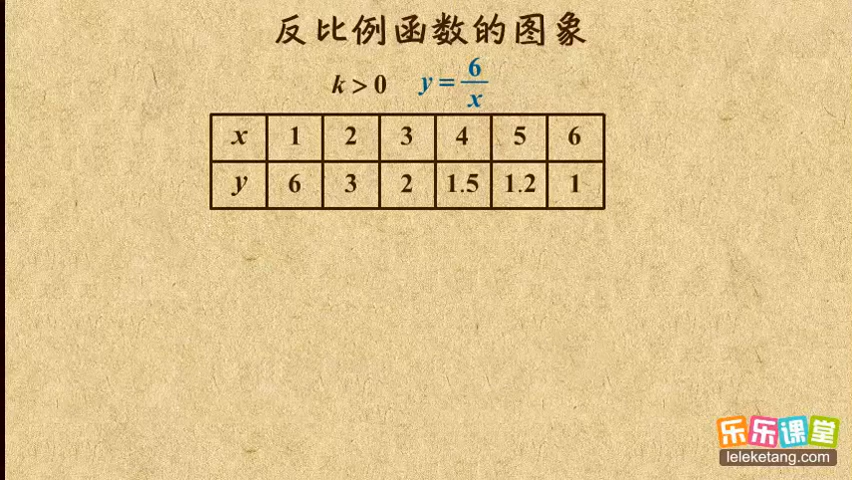 反比例函数的图象
k > 0 y = 6/x
x 1 2 3 4 5 6
y 6 3 2 1.5 1.2 1
乐乐课堂
leleketang.com